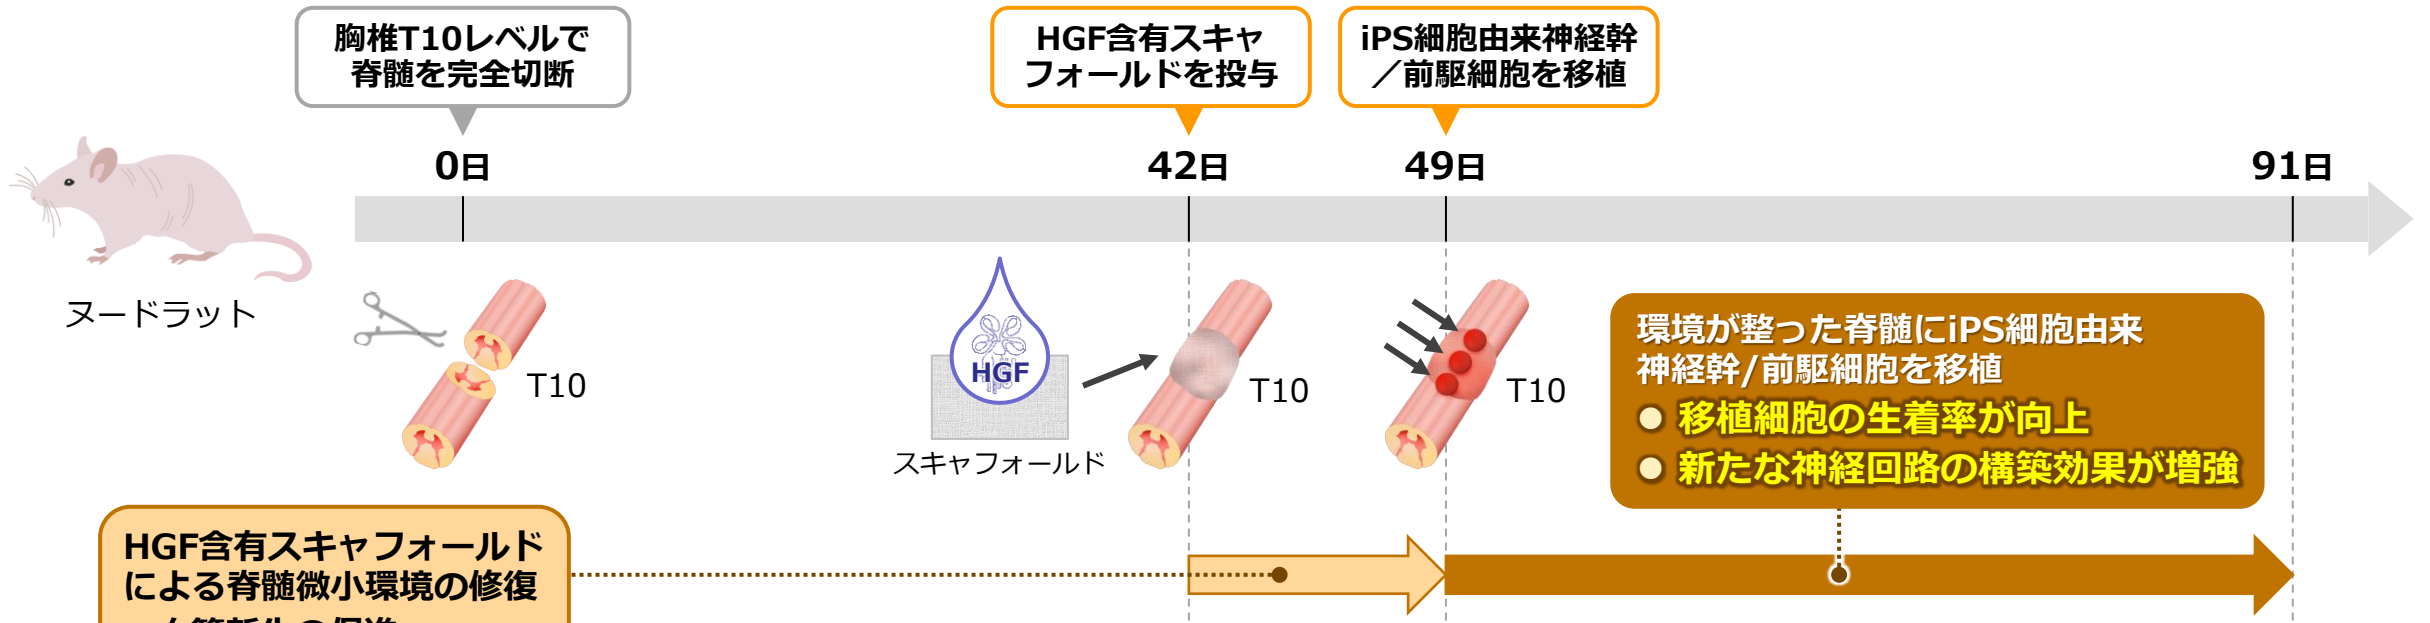 胸椎T10レベルで
脊髄を完全切断
HGF含有スキャ
フォールドを投与
iPS細胞由来神経幹
／前駆細胞を移植
0日
42日
49日
91日
ヌードラット
T10
HGF
スキャフォールド
T10
T10
環境が整った脊髄にiPS細胞由来
神経幹/前駆細胞を移植
● 移植細胞の生着率が向上
● 新たな神経回路の構築効果が増強
HGF含有スキャフォールド
による脊髄微小環境の修復